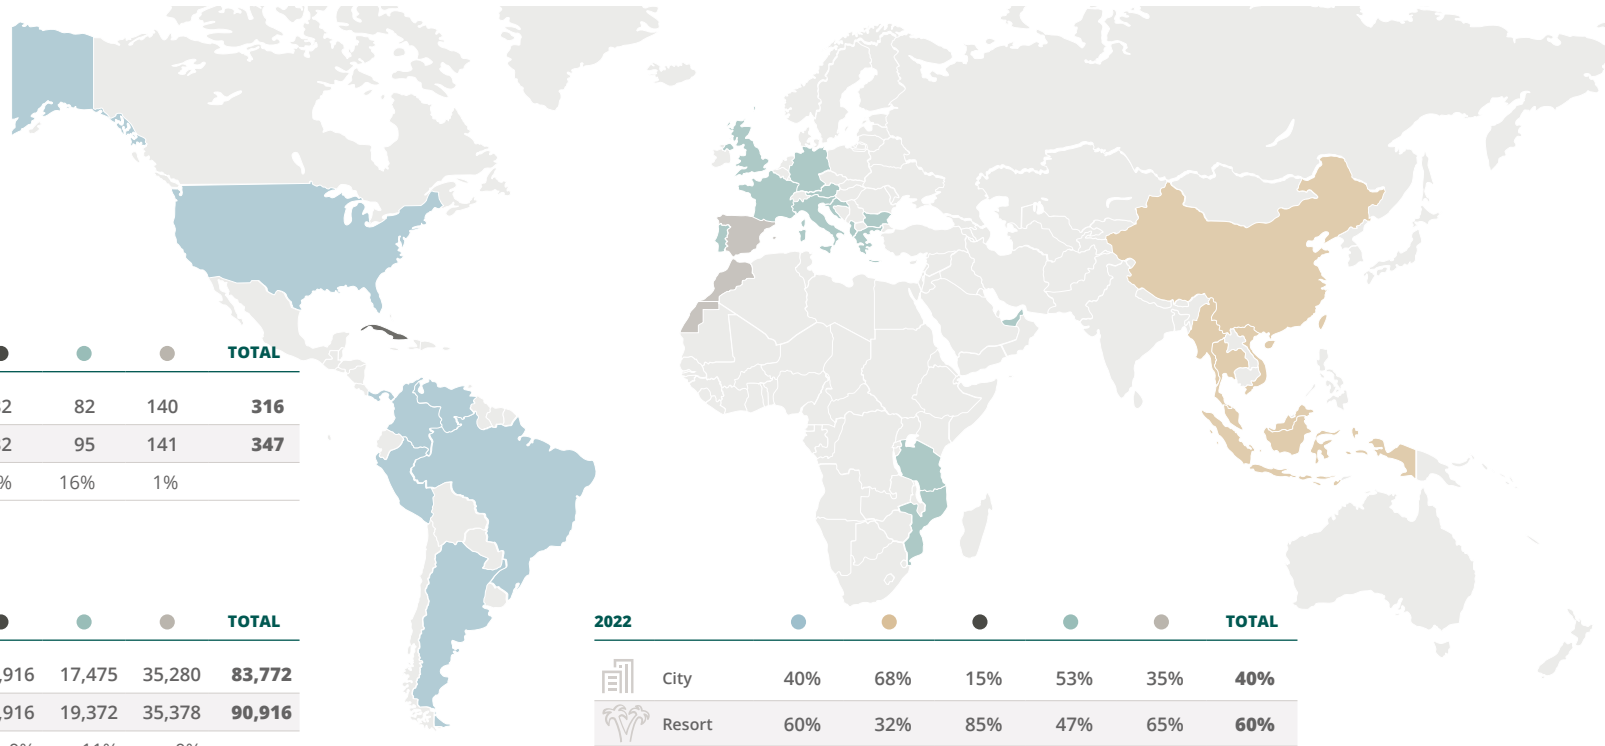 TOTAL
82 140 316
95 141 347
% 16% 1%
TOTAL
,916 17,475 35,280 83,772
,916 19,372 35,378 90,916
2022 TOTAL
City 40% 68% 15% 53% 35% 40%
Resort 60% 32% 85% 47% 65% 60%